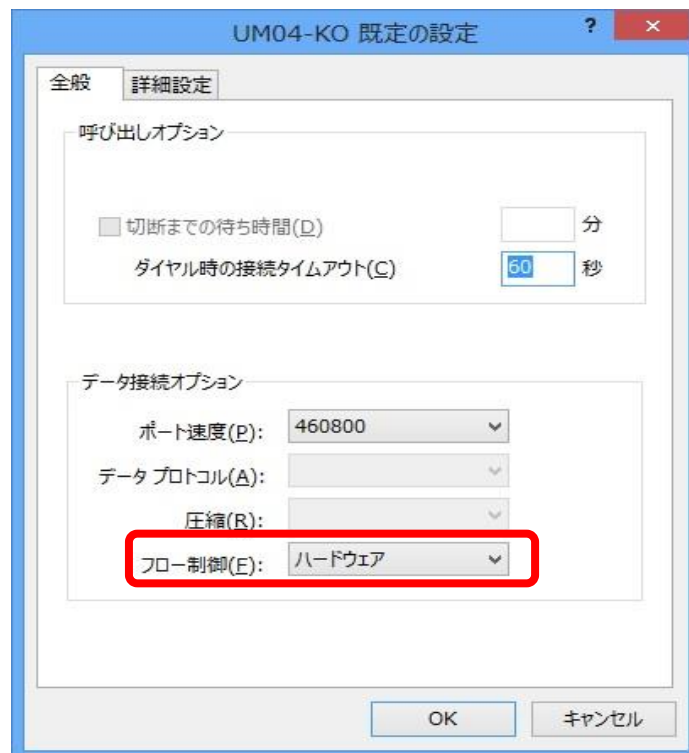 UM04-KO 既定の設定 ? ×
全般 詳細設定
呼び出しオプション
切断までの待ち時間(D) 分
ダイヤル時の接続タイムアウト(C) 60 秒
データ接続オプション
ポート速度(P): 460800
データ プロトコル(A):
圧縮(R):
フロー制御(F): ハードウェア
OK キャンセル